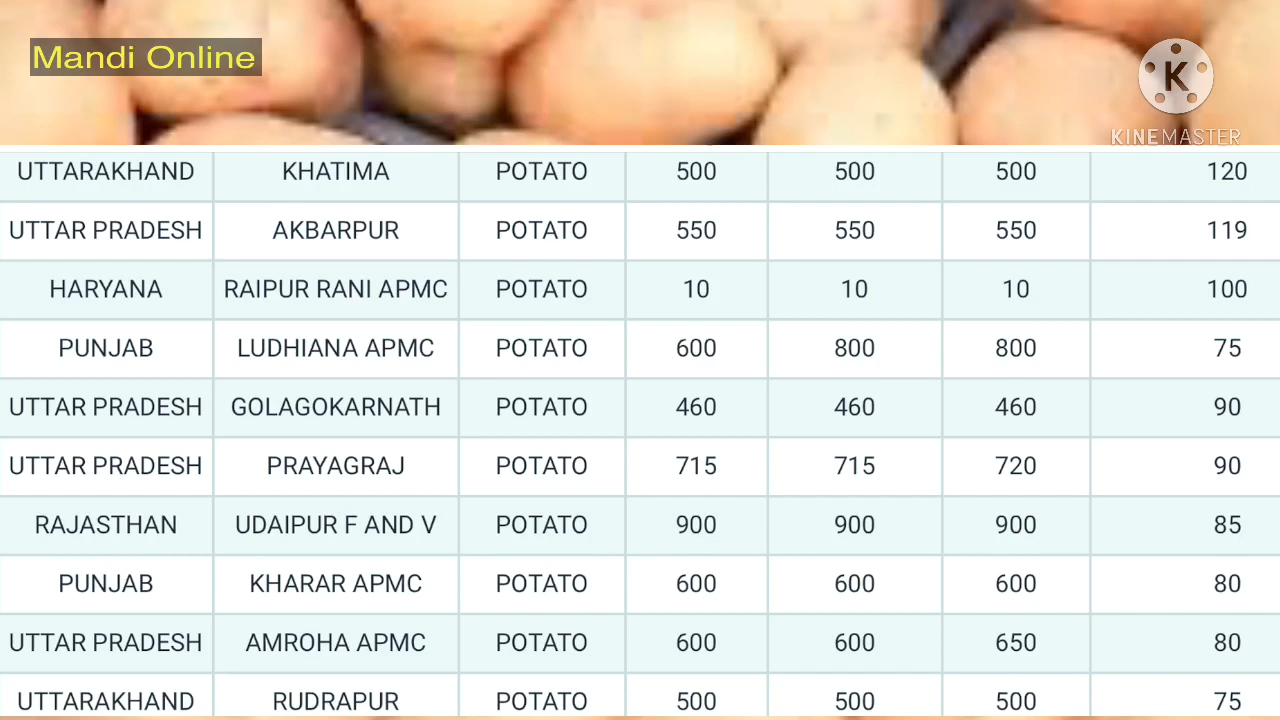 Mandi Online
K
KINEMASTER
UTTARAKHAND KHATIMA POTATO 500 500 500 120
UTTAR PRADESH AKBARPUR POTATO 550 550 550 119
HARYANA RAIPUR RANI APMC POTATO 10 10 10 100
PUNJAB LUDHIANA APMC POTATO 600 800 800 75
UTTAR PRADESH GOLAGOKARNATH POTATO 460 460 460 90
UTTAR PRADESH PRAYAGRAJ POTATO 715 715 720 90
RAJASTHAN UDAIPUR F AND V POTATO 900 900 900 85
PUNJAB KHARAR APMC POTATO 600 600 600 80
UTTAR PRADESH AMROHA APMC POTATO 600 600 650 80
UTTARAKHAND RUDRAPUR POTATO 500 500 500 75